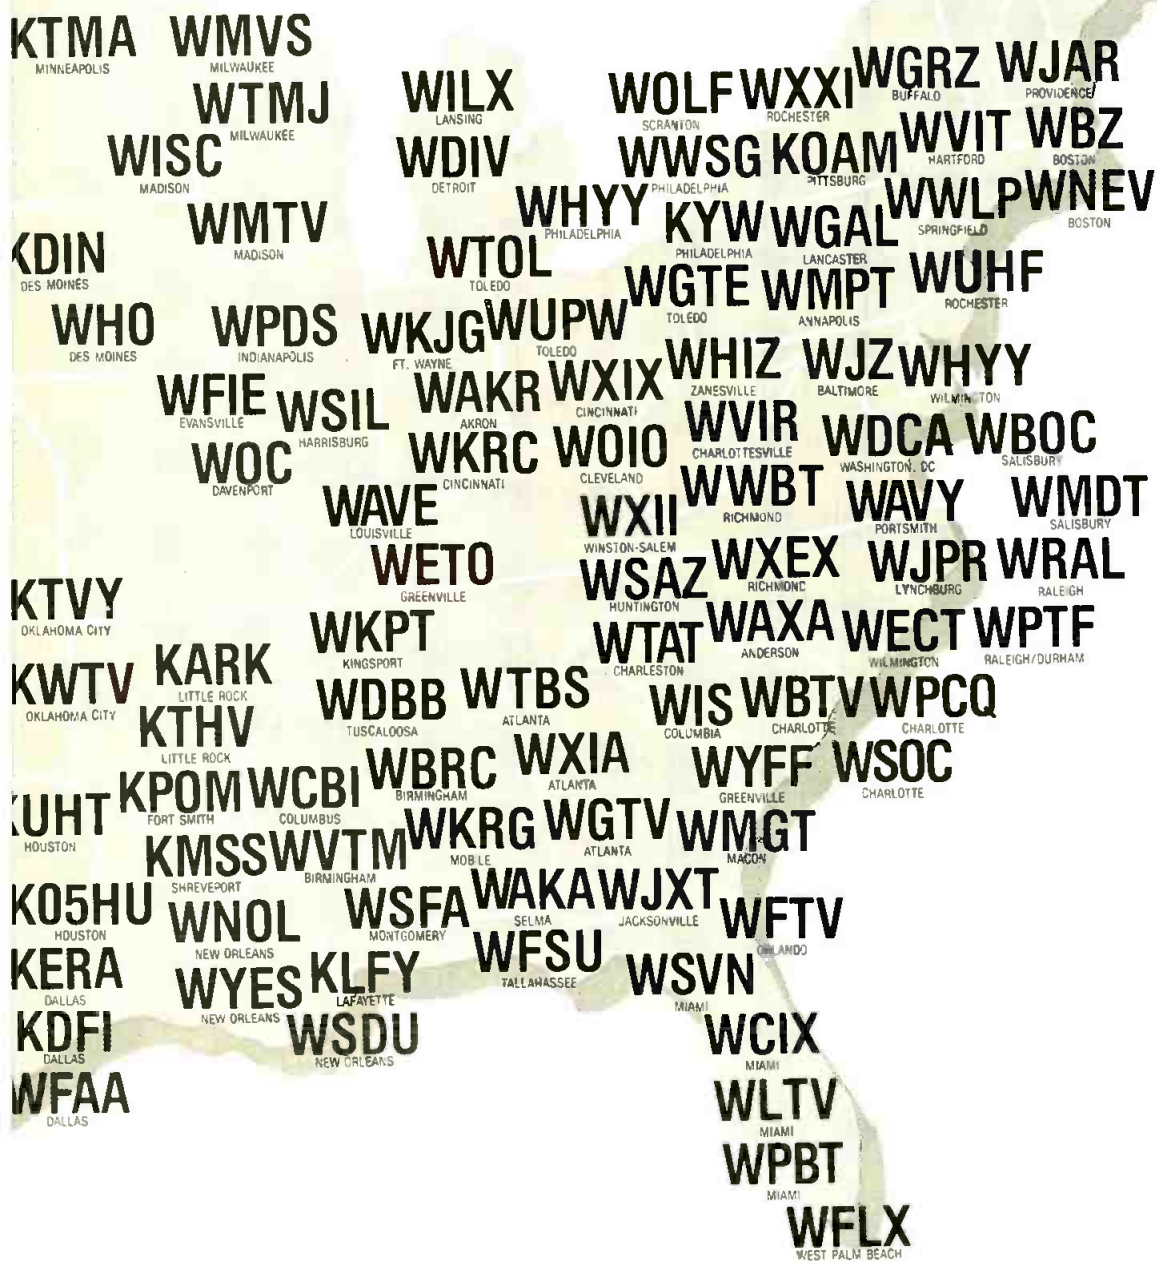 KTMA
MINNEAPOLIS
WMVS
MILWAUKEE
WTMJ
MILWAUKEE
WISC
MADISON
WMTV
MADISON
KDIN
DES MOINES
WHO
DES MOINES
WPDS
INDIANAPOLIS
WILX
LANSING
WDIV
DETROIT
WHYY
PHILADELPHIA
WTOL
TOLEDO
WKJG
FT. WAYNE
WUPW
TOLEDO
WOLF
SCRANTON
WXXI
ROCHESTER
WGRZ
BUFFALO
WJAR
PROVIDENCE
WWSG
PHILADELPHIA
KOAM
PITTSBURG
WVIT
HARTFORD
WBZ
BOSTON
KYW
PHILADELPHIA
WGAL
LANCASTER
WWLP
SPRINGFIELD
WNEV
BOSTON
WGTE
TOLEDO
WMPT
ANNAPOLIS
WUHF
ROCHESTER
WFIE
EVANSVILLE
WSIL
HARRISBURG
WAKR
AKRON
WXIX
CINCINNATI
WHIZ
ZANESVILLE
WJZ
BALTIMORE
WHYY
WILMINGTON
WOC
DAVENPORT
WKRC
CINCINNATI
WOIO
CLEVELAND
WVIR
CHARLOTTESVILLE
WDCA
WASHINGTON, DC
WBOC
SALISBURY
WAVE
LOUISVILLE
WXII
WINSTON-SALEM
WWBT
RICHMOND
WAVY
PORTSMITH
WMDT
SALISBURY
WETO
GREENVILLE
WSAZ
HUNTINGTON
WXEX
RICHMOND
WJPR
LYNCHBURG
WRAL
RALEIGH
KTVY
OKLAHOMA CITY
WKPT
KINGSPORT
WTAT
CHARLESTON
WAXA
ANDERSON
WECT
WILMINGTON
WPTF
RALEIGH/DURHAM
KWTV
OKLAHOMA CITY
KARK
LITTLE ROCK
WDBB
TUSCALOOSA
WTBS
ATLANTA
WIS
COLUMBIA
WBTV
CHARLOTTE
WPCQ
CHARLOTTE
KTHV
LITTLE ROCK
WBRC
BIRMINGHAM
WXIA
ATLANTA
WYFF
GREENVILLE
WSOC
CHARLOTTE
KUHT
HOUSTON
KPOM
FORT SMITH
WCBI
COLUMBUS
WKRG
MOBILE
WGTV
ATLANTA
WMGT
MACON
KMSS
SHREVEPORT
WVTM
BIRMINGHAM
K05HU
HOUSTON
WNOL
NEW ORLEANS
WSFA
MONTGOMERY
WAKA
SELMA
WJXT
JACKSONVILLE
WFTV
ORLANDO
KERA
DALLAS
WYES
NEW ORLEANS
KLFY
LAFAYETTE
WFSU
TALLAHASSEE
WSVN
MIAMI
KDFI
DALLAS
WSDU
NEW ORLEANS
WCIX
MIAMI
WFAA
DALLAS
WLTV
MIAMI
WPBT
MIAMI
WFLX
WEST PALM BEACH